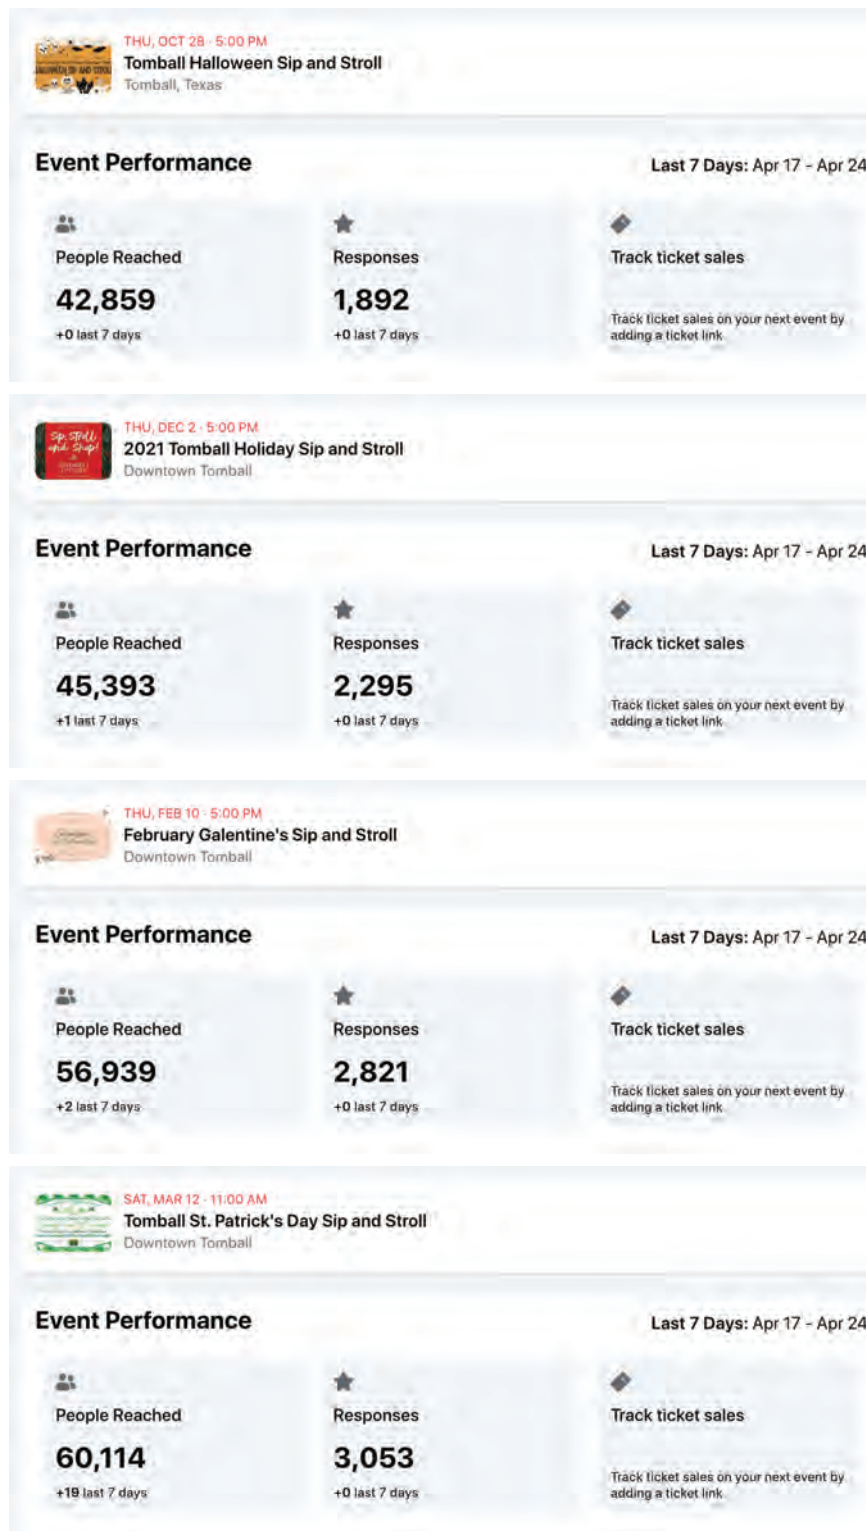 THU, OCT 28 · 5:00 PM
HALLOWEEN SIP AND STROLL
Tomball Halloween Sip and Stroll
Tomball, Texas
Event Performance
Last 7 Days: Apr 17 - Apr 24
People Reached
Responses
Track ticket sales
42,859
1,892
+0 last 7 days
+0 last 7 days
Track ticket sales on your next event by
adding a ticket link
THU, DEC 2 · 5:00 PM
Sip, Stroll
and Shop!
2021 Tomball Holiday Sip and Stroll
Downtown Tomball
Event Performance
Last 7 Days: Apr 17 - Apr 24
People Reached
Responses
Track ticket sales
45,393
2,295
+1 last 7 days
+0 last 7 days
Track ticket sales on your next event by
adding a ticket link
THU, FEB 10 · 5:00 PM
February Galentine's Sip and Stroll
Downtown Tomball
Event Performance
Last 7 Days: Apr 17 - Apr 24
People Reached
Responses
Track ticket sales
56,939
2,821
+2 last 7 days
+0 last 7 days
Track ticket sales on your next event by
adding a ticket link
SAT, MAR 12 · 11:00 AM
Tomball St. Patrick's Day Sip and Stroll
Downtown Tomball
Event Performance
Last 7 Days: Apr 17 - Apr 24
People Reached
Responses
Track ticket sales
60,114
3,053
+19 last 7 days
+0 last 7 days
Track ticket sales on your next event by
adding a ticket link